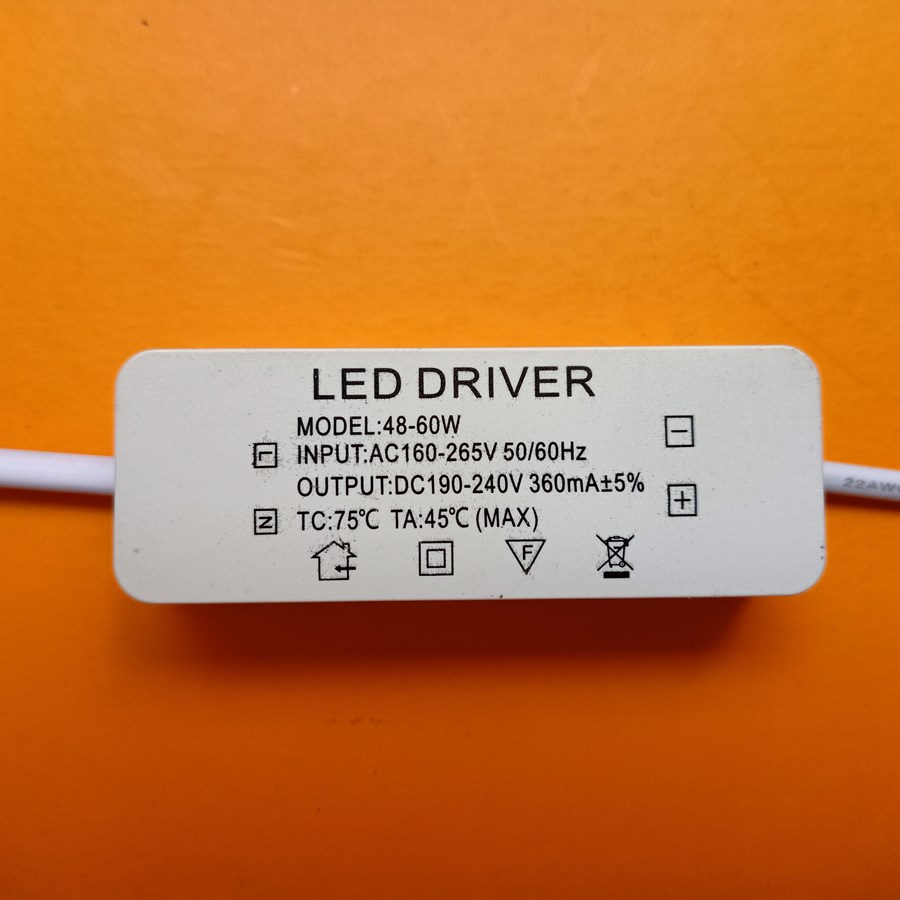 LED DRIVER
MODEL:48-60W
L INPUT:AC160-265V 50/60Hz
OUTPUT:DC190-240V 360mA±5%
N TC:75℃ TA:45℃ (MAX)
−
+
F
22AWG